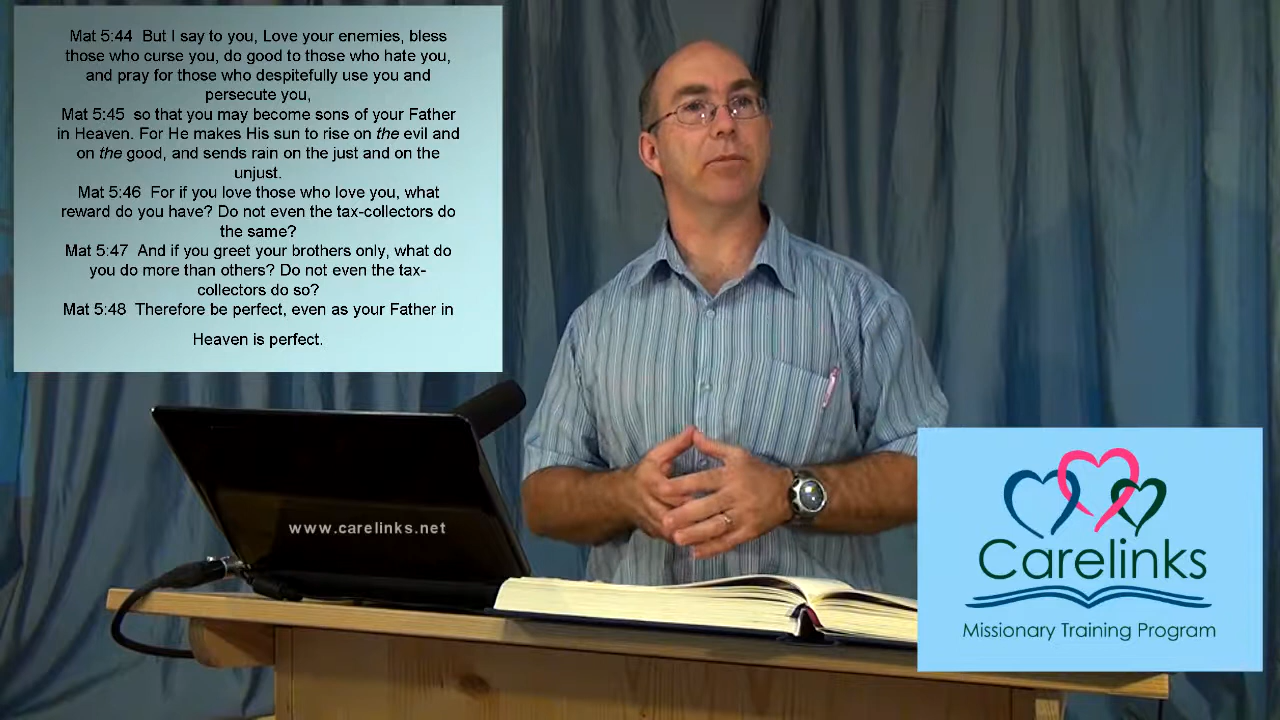 Mat 5:44  But I say to you, Love your enemies, bless
those who curse you, do good to those who hate you,
and pray for those who despitefully use you and
persecute you,
Mat 5:45  so that you may become sons of your Father
in Heaven. For He makes His sun to rise on the evil and
on the good, and sends rain on the just and on the
unjust.
Mat 5:46  For if you love those who love you, what
reward do you have? Do not even the tax-collectors do
the same?
Mat 5:47  And if you greet your brothers only, what do
you do more than others? Do not even the tax-
collectors do so?
Mat 5:48  Therefore be perfect, even as your Father in
Heaven is perfect.
www.carelinks.net
Carelinks
Missionary Training Program